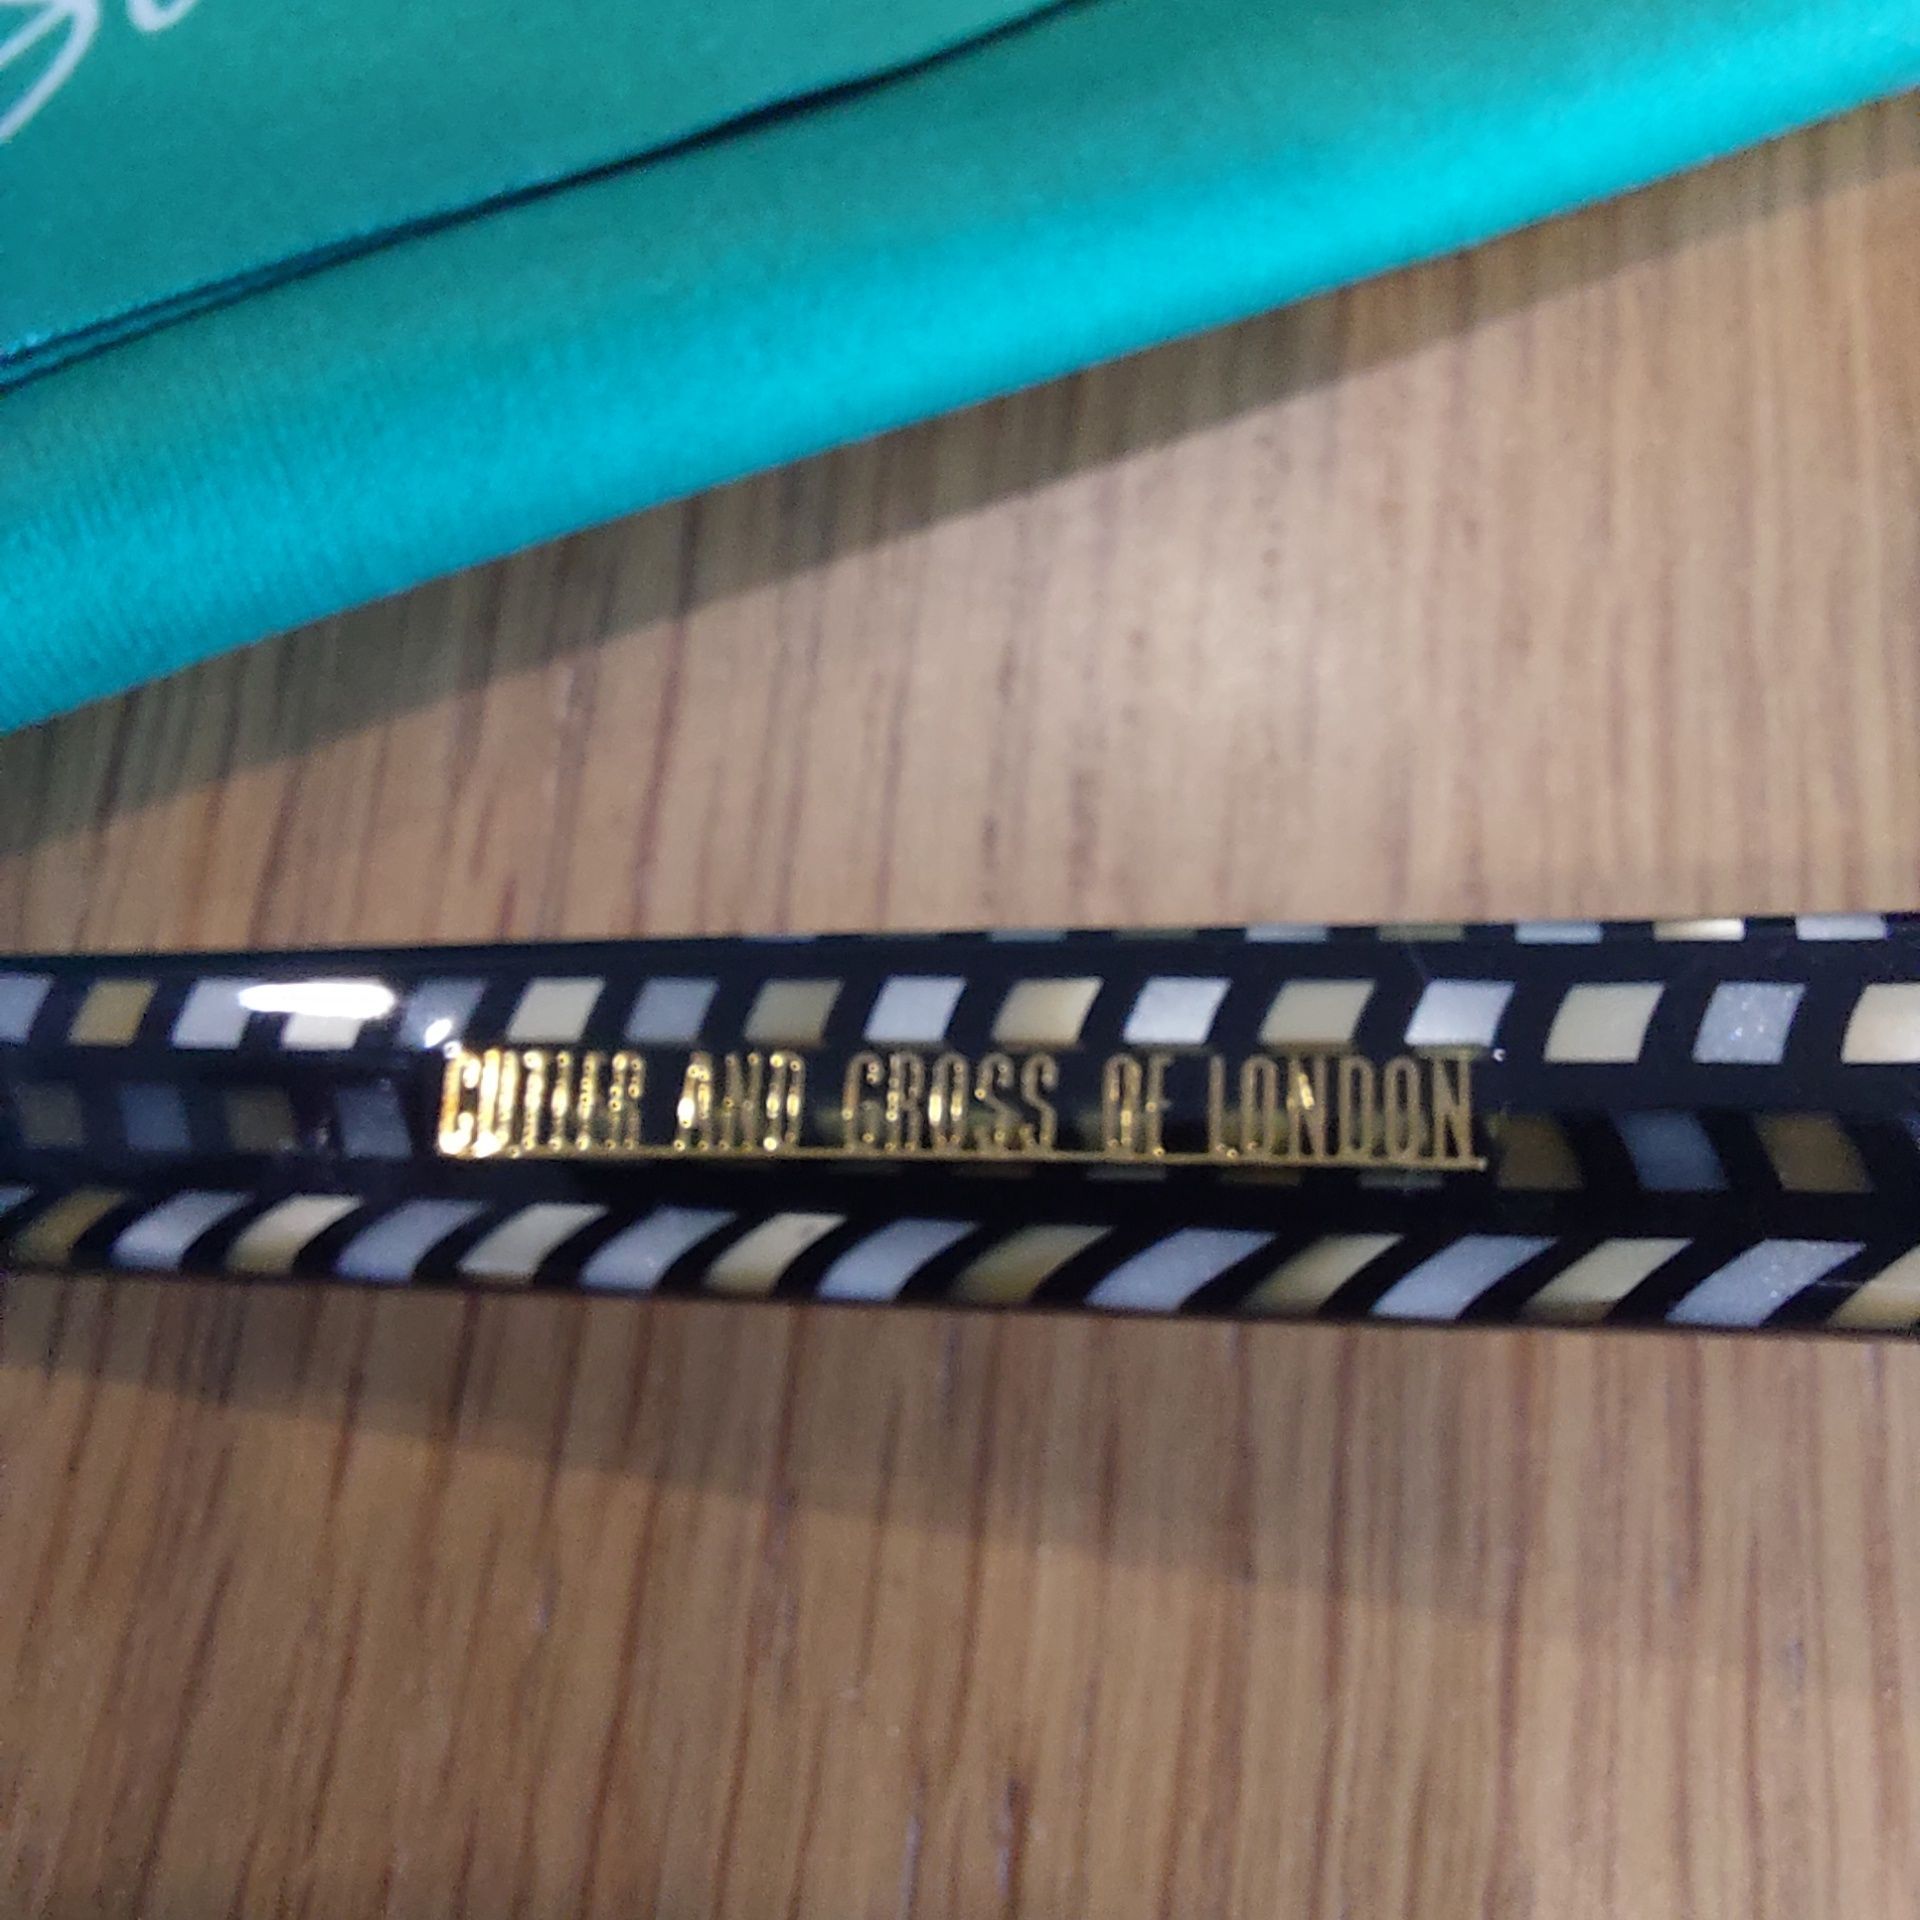 CUTLER AND GROSS OF LONDON